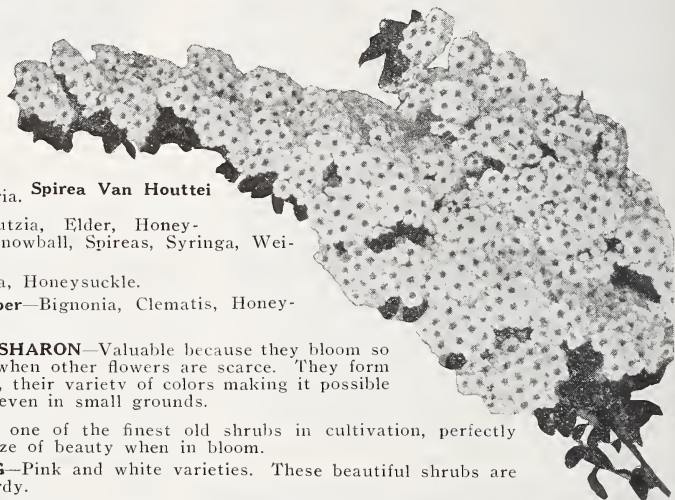 ria. Spirea Van Houttei
utzia, Elder, Honey-
nowball, Spireas, Syringa, Wei-
a, Honeysuckle.
ber—Bignonia, Clematis, Honey-
SHARON—Valuable because they bloom so
when other flowers are scarce. They form
, their variety of colors making it possible
even in small grounds.
one of the finest old shrubs in cultivation, perfectly
ze of beauty when in bloom.
G—Pink and white varieties. These beautiful shrubs are
rdy.